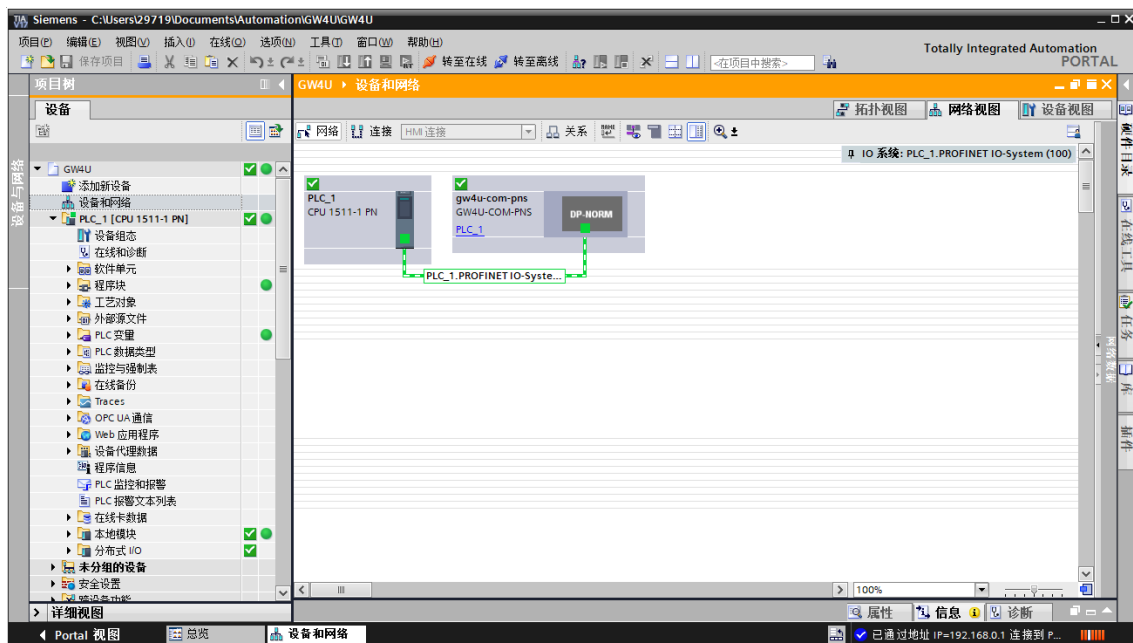 Siemens - C:\Users\29719\Documents\Automation\GW4U\GW4U
项目(P) 编辑(E) 视图(V) 插入(I) 在线(O) 选项(N) 工具(T) 窗口(W) 帮助(H)
Totally Integrated Automation
PORTAL
保存项目 转至在线 转至离线 <在项目中搜索>
项目树
GW4U 设备和网络
设备
拓扑视图 网络视图 设备视图
网络 连接 HMI 连接 关系
IO 系统: PLC_1.PROFINET IO-System (100)
GW4U
添加新设备
设备和网络
PLC_1 [CPU 1511-1 PN]
设备组态
在线和诊断
软件单元
程序块
工艺对象
外部源文件
PLC 变量
PLC 数据类型
监控与强制表
在线备份
Traces
OPC UA 通信
Web 应用程序
设备代理数据
程序信息
PLC 监控和报警
PLC 报警文本列表
在线卡数据
本地模块
分布式 I/O
未分组的设备
安全设置
跨设备功能
PLC_1
CPU 1511-1 PN
gw4u-com-pns
GW4U-COM-PNS
PLC_1
DP-NORM
PLC_1.PROFINET IO-Syste...
100%
设备与网络
硬件目录
在线工具
任务
库
插件
网络数据
属性 信息 诊断
详细视图
Portal 视图 总览 设备和网络
已通过地址 IP=192.168.0.1 连接到 P...